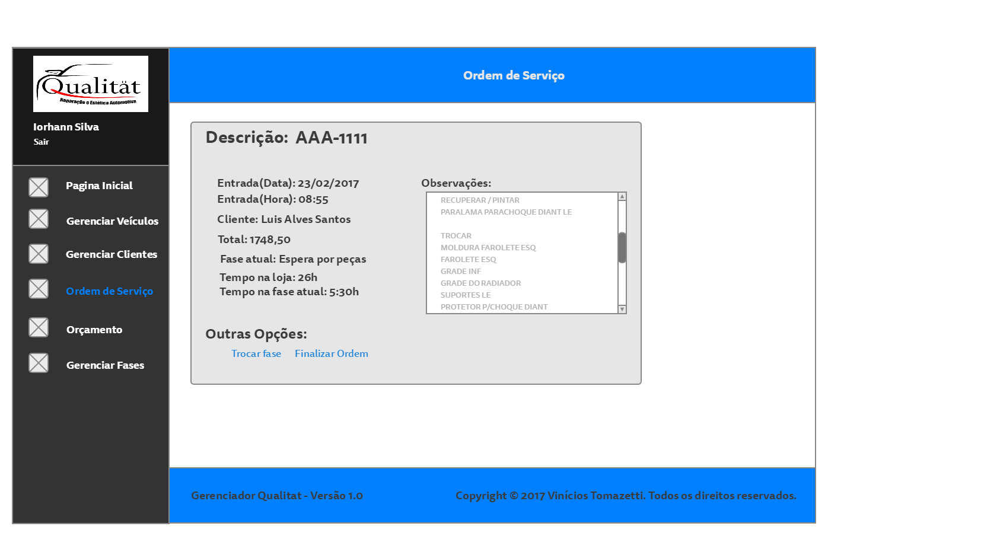 Qualität
Reparação e Estética Automotiva
Iorhann Silva
Sair
Pagina Inicial
Gerenciar Veículos
Gerenciar Clientes
Ordem de Serviço
Orçamento
Gerenciar Fases
Ordem de Serviço
Descrição: AAA-1111
Entrada(Data): 23/02/2017
Entrada(Hora): 08:55
Cliente: Luis Alves Santos
Total: 1748,50
Fase atual: Espera por peças
Tempo na loja: 26h
Tempo na fase atual: 5:30h
Observações:
RECUPERAR / PINTAR
PARALAMA PARACHOQUE DIANT LE
TROCAR
MOLDURA FAROLETE ESQ
FAROLETE ESQ
GRADE INF
GRADE DO RADIADOR
SUPORTES LE
PROTETOR P/CHOQUE DIANT
Outras Opções:
Trocar fase Finalizar Ordem
Gerenciador Qualitat - Versão 1.0
Copyright © 2017 Vinícios Tomazetti. Todos os direitos reservados.